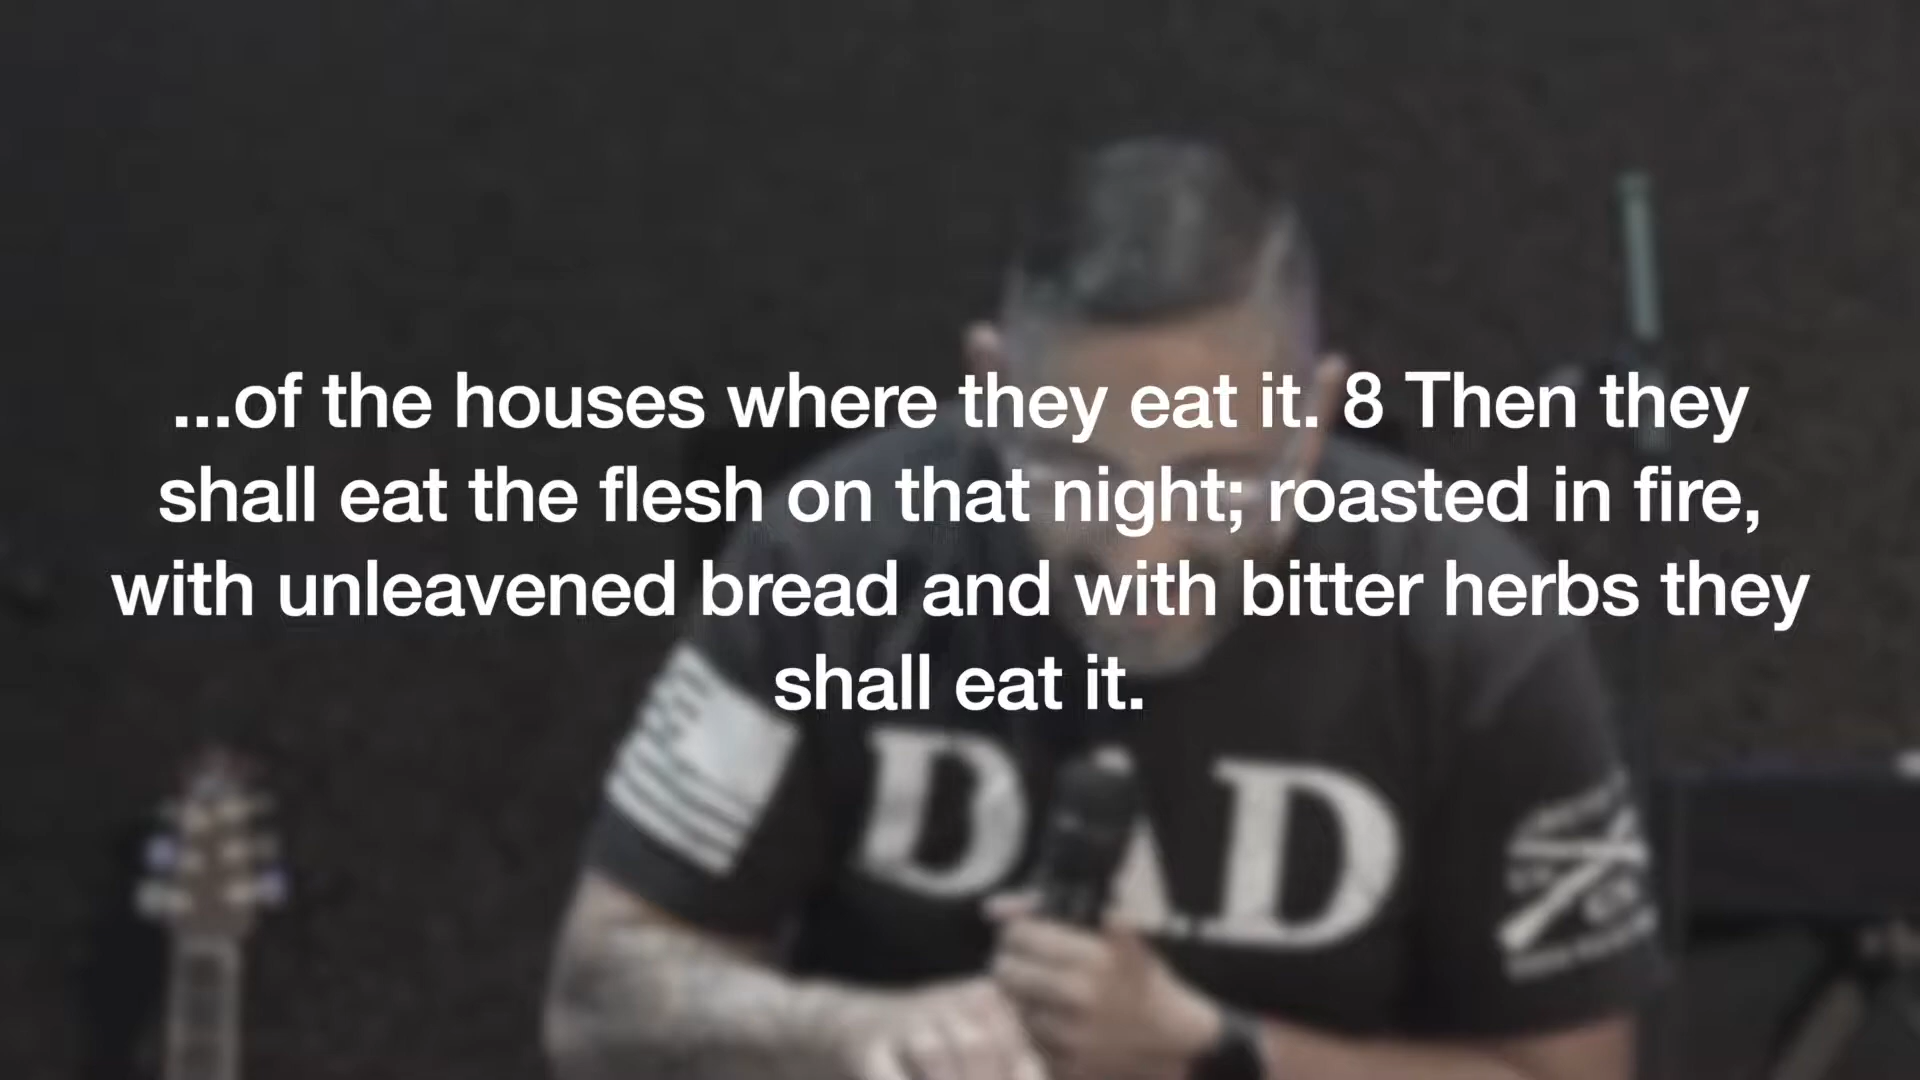 ...of the houses where they eat it. 8 Then they
shall eat the flesh on that night; roasted in fire,
with unleavened bread and with bitter herbs they
shall eat it.
DAD